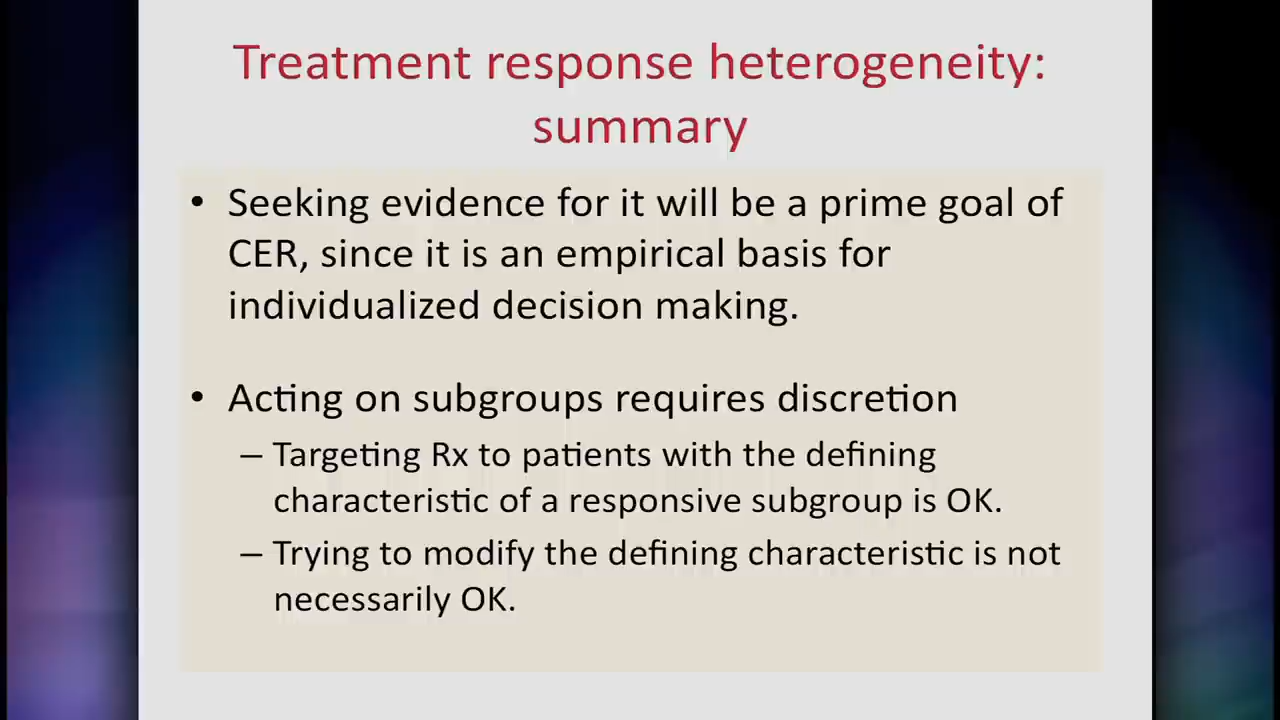 Treatment response heterogeneity:
summary
• Seeking evidence for it will be a prime goal of
CER, since it is an empirical basis for
individualized decision making.
• Acting on subgroups requires discretion
– Targeting Rx to patients with the defining
characteristic of a responsive subgroup is OK.
– Trying to modify the defining characteristic is not
necessarily OK.